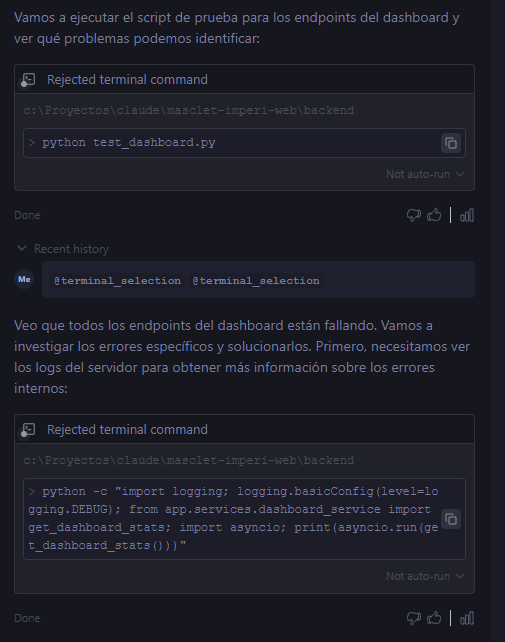 Vamos a ejecutar el script de prueba para los endpoints del dashboard y
ver qué problemas podemos identificar:
Rejected terminal command
c:\Proyectos\claude\masclet-imperi-web\backend
> python test_dashboard.py
Not auto-run
Done
Recent history
Me
@terminal_selection @terminal_selection
Veo que todos los endpoints del dashboard están fallando. Vamos a
investigar los errores específicos y solucionarlos. Primero, necesitamos ver
los logs del servidor para obtener más información sobre los errores
internos:
Rejected terminal command
c:\Proyectos\claude\masclet-imperi-web\backend
> python -c "import logging; logging.basicConfig(level=lo
gging.DEBUG); from app.services.dashboard_service import
get_dashboard_stats; import asyncio; print(asyncio.run(ge
t_dashboard_stats()))"
Not auto-run
Done